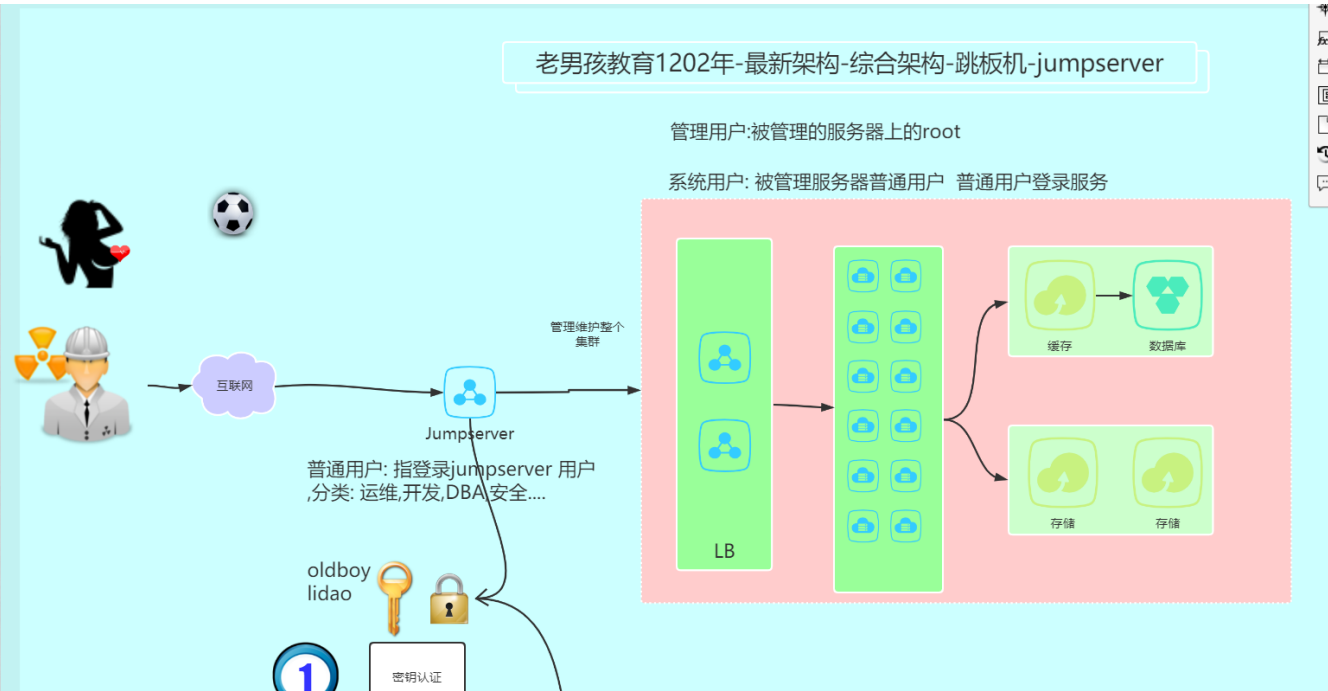 老男孩教育1202年-最新架构-综合架构-跳板机-jumpserver
管理用户:被管理的服务器上的root
系统用户: 被管理服务器普通用户 普通用户登录服务
管理维护整个
集群
互联网
Jumpserver
普通用户: 指登录jumpserver 用户
,分类: 运维,开发,DBA,安全....
LB
缓存
数据库
存储
存储
oldboy
lidao
1
密钥认证